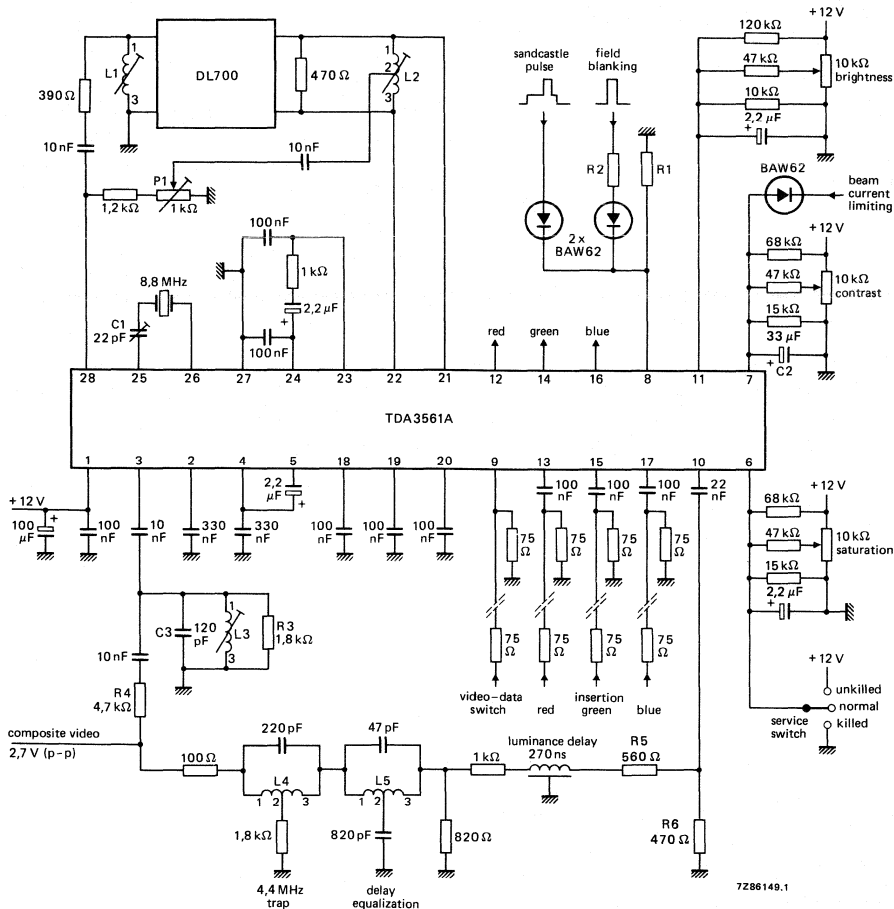 +12 V
120 kΩ
47 kΩ
10 kΩ
brightness
10 kΩ
2,2 µF
+
1
L1
3
DL700
470 Ω
1
2
L2
3
390 Ω
10 nF
10 nF
P1
1,2 kΩ
1 kΩ
sandcastle
pulse
field
blanking
R2
R1
2 x
BAW62
BAW62
beam
current
limiting
100 nF
1 kΩ
2,2 µF
+
100 nF
8,8 MHz
C1
22 pF
red
green
blue
+12 V
68 kΩ
47 kΩ
10 kΩ
contrast
15 kΩ
33 µF
+
C2
28
25
26
27
24
23
22
21
12
14
16
8
11
7
TDA3561A
1
3
2
4
5
18
19
20
9
13
15
17
10
6
+12 V
100
µF
+
100
nF
10
nF
330
nF
330
nF
2,2
µF
+
100
nF
100
nF
100
nF
100
nF
100
nF
100
nF
22
nF
75
Ω
75
Ω
75
Ω
75
Ω
75
Ω
75
Ω
75
Ω
75
Ω
video-data
switch
red
insertion
green
blue
+12 V
68 kΩ
47 kΩ
10 kΩ
saturation
15 kΩ
2,2 µF
+
+12 V
unkilled
normal
killed
service
switch
C3
120
pF
1
L3
3
R3
1,8 kΩ
10 nF
R4
4,7 kΩ
composite video
2,7 V (p-p)
100 Ω
220 pF
L4
1
2
3
1,8 kΩ
4,4 MHz
trap
47 pF
L5
1
2
3
820 pF
delay
equalization
820 Ω
1 kΩ
luminance delay
270 ns
R5
560 Ω
R6
470 Ω
7Z86149.1